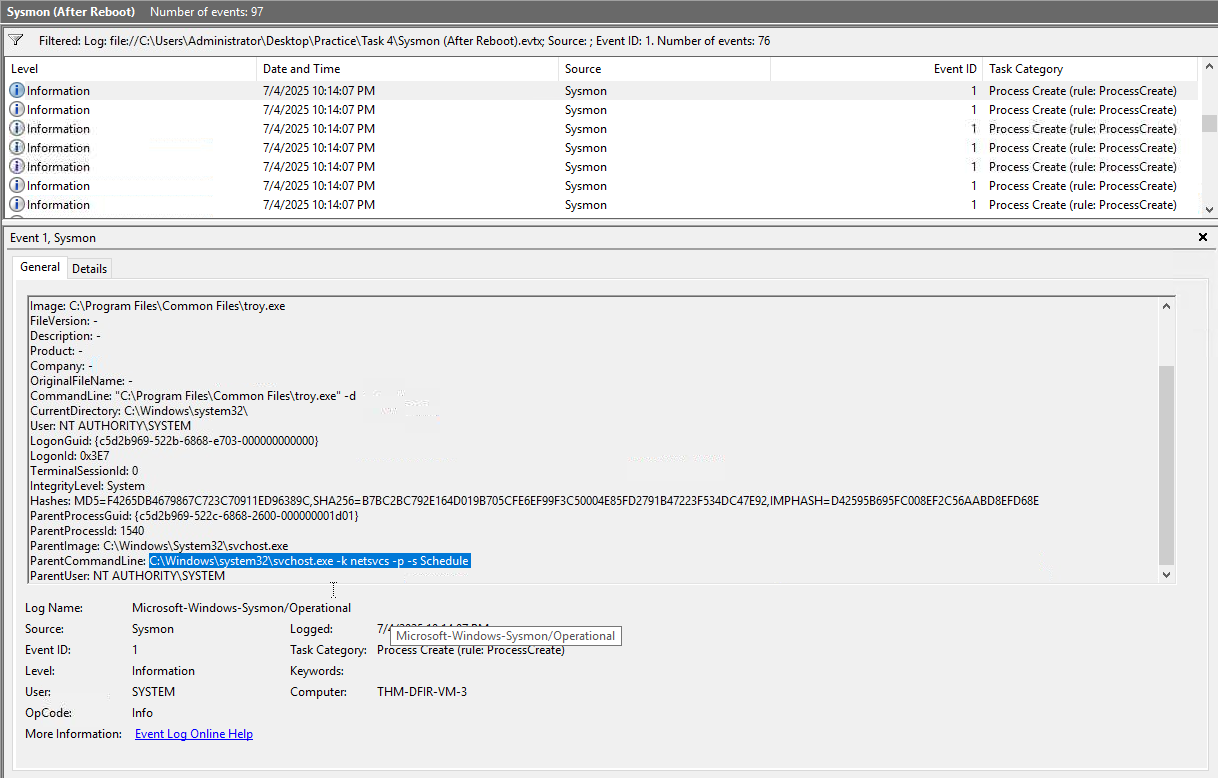 Sysmon (After Reboot) Number of events: 97
Filtered: Log: file://C:\Users\Administrator\Desktop\Practice\Task 4\Sysmon (After Reboot).evtx; Source: ; Event ID: 1. Number of events: 76
Level Date and Time Source Event ID Task Category
Information 7/4/2025 10:14:07 PM Sysmon 1 Process Create (rule: ProcessCreate)
Information 7/4/2025 10:14:07 PM Sysmon 1 Process Create (rule: ProcessCreate)
Information 7/4/2025 10:14:07 PM Sysmon 1 Process Create (rule: ProcessCreate)
Information 7/4/2025 10:14:07 PM Sysmon 1 Process Create (rule: ProcessCreate)
Information 7/4/2025 10:14:07 PM Sysmon 1 Process Create (rule: ProcessCreate)
Information 7/4/2025 10:14:07 PM Sysmon 1 Process Create (rule: ProcessCreate)
Information 7/4/2025 10:14:07 PM Sysmon 1 Process Create (rule: ProcessCreate)
Event 1, Sysmon
General Details
Image: C:\Program Files\Common Files\troy.exe
FileVersion: -
Description: -
Product: -
Company: -
OriginalFileName: -
CommandLine: "C:\Program Files\Common Files\troy.exe" -d
CurrentDirectory: C:\Windows\system32\
User: NT AUTHORITY\SYSTEM
LogonGuid: {c5d2b969-522b-6868-e703-000000000000}
LogonId: 0x3E7
TerminalSessionId: 0
IntegrityLevel: System
Hashes: MD5=F4265DB4679867C723C70911ED96389C,SHA256=B7BC2BC792E164D019B705CFE6EF99F3C50004E85FD2791B47223F534DC47E92,IMPHASH=D42595B695FC008EF2C56AABD8EFD68E
ParentProcessGuid: {c5d2b969-522c-6868-2600-000000001d01}
ParentProcessId: 1540
ParentImage: C:\Windows\System32\svchost.exe
ParentCommandLine: C:\Windows\system32\svchost.exe -k netsvcs -p -s Schedule
ParentUser: NT AUTHORITY\SYSTEM
Log Name: Microsoft-Windows-Sysmon/Operational
Source: Sysmon Logged: 7/4/2025 10:14:07 PM
Microsoft-Windows-Sysmon/Operational
Event ID: 1 Task Category: Process Create (rule: ProcessCreate)
Level: Information Keywords:
User: SYSTEM Computer: THM-DFIR-VM-3
OpCode: Info
More Information: Event Log Online Help